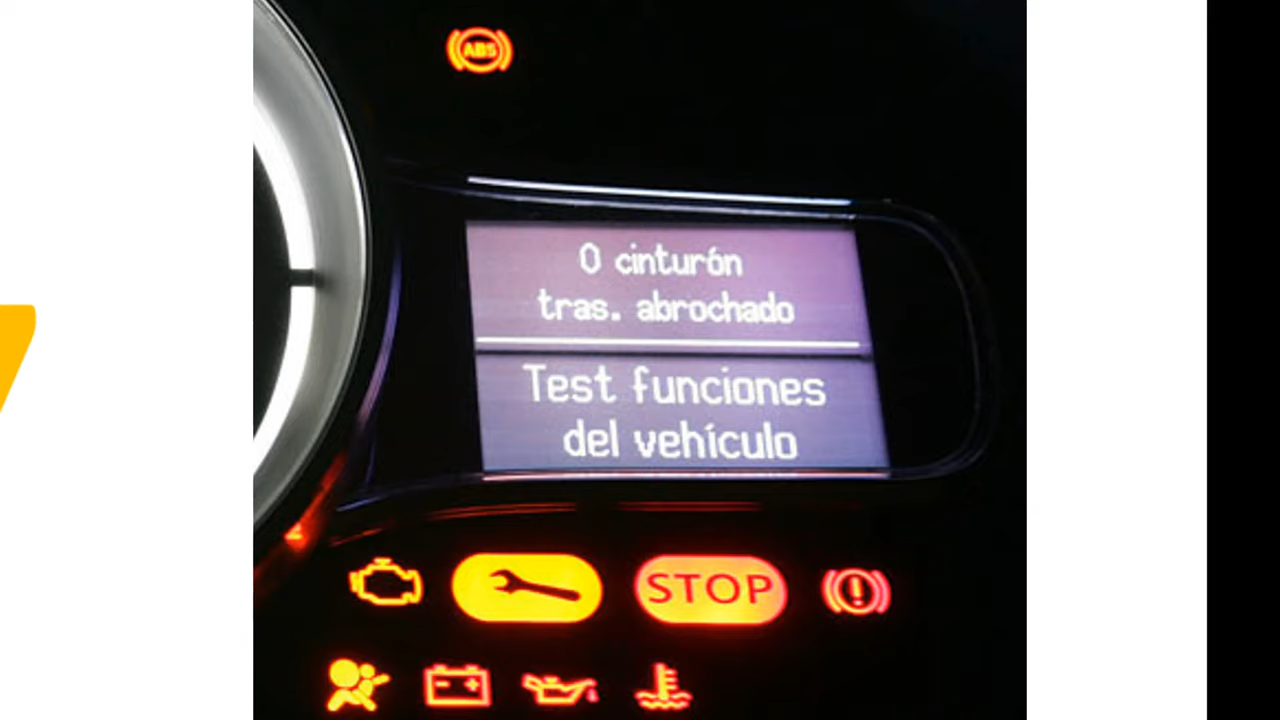 ABS
0 cinturón
tras. abrochado
Test funciones
del vehículo
STOP